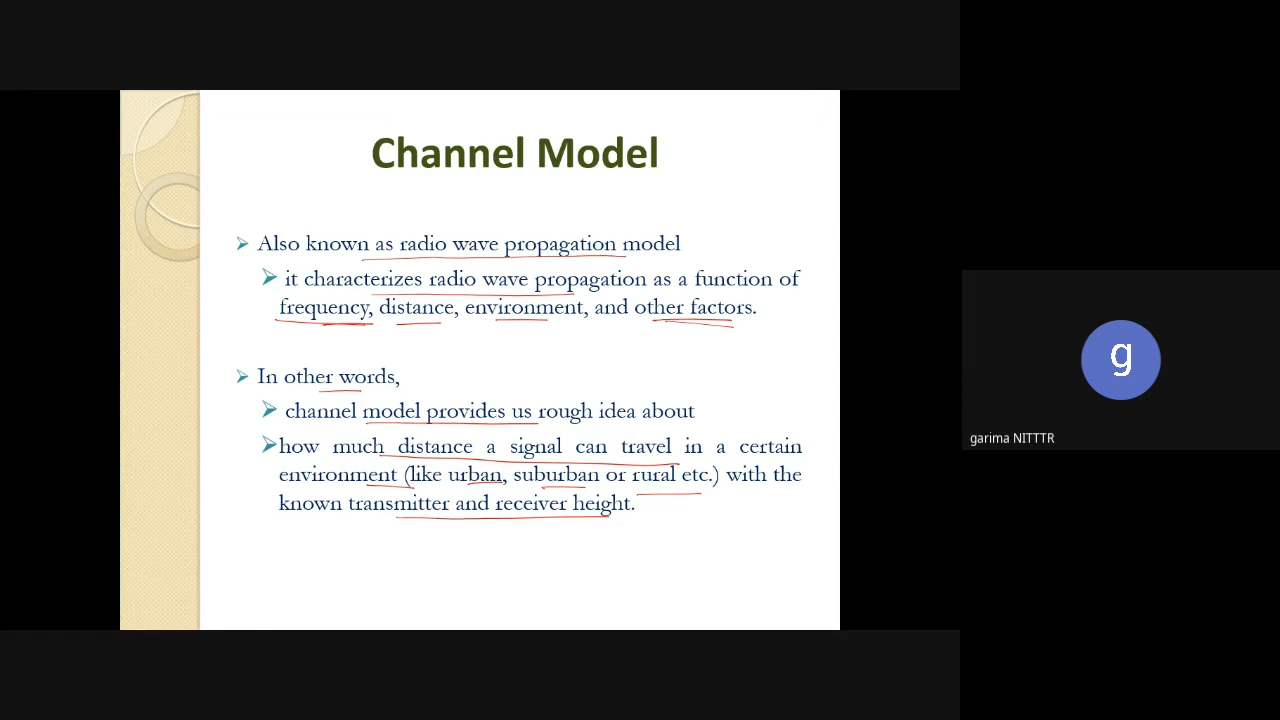 Channel Model
Also known as radio wave propagation model
it characterizes radio wave propagation as a function of
frequency, distance, environment, and other factors.
In other words,
channel model provides us rough idea about
how much distance a signal can travel in a certain
environment (like urban, suburban or rural etc.) with the
known transmitter and receiver height.
g
garima NITTTR